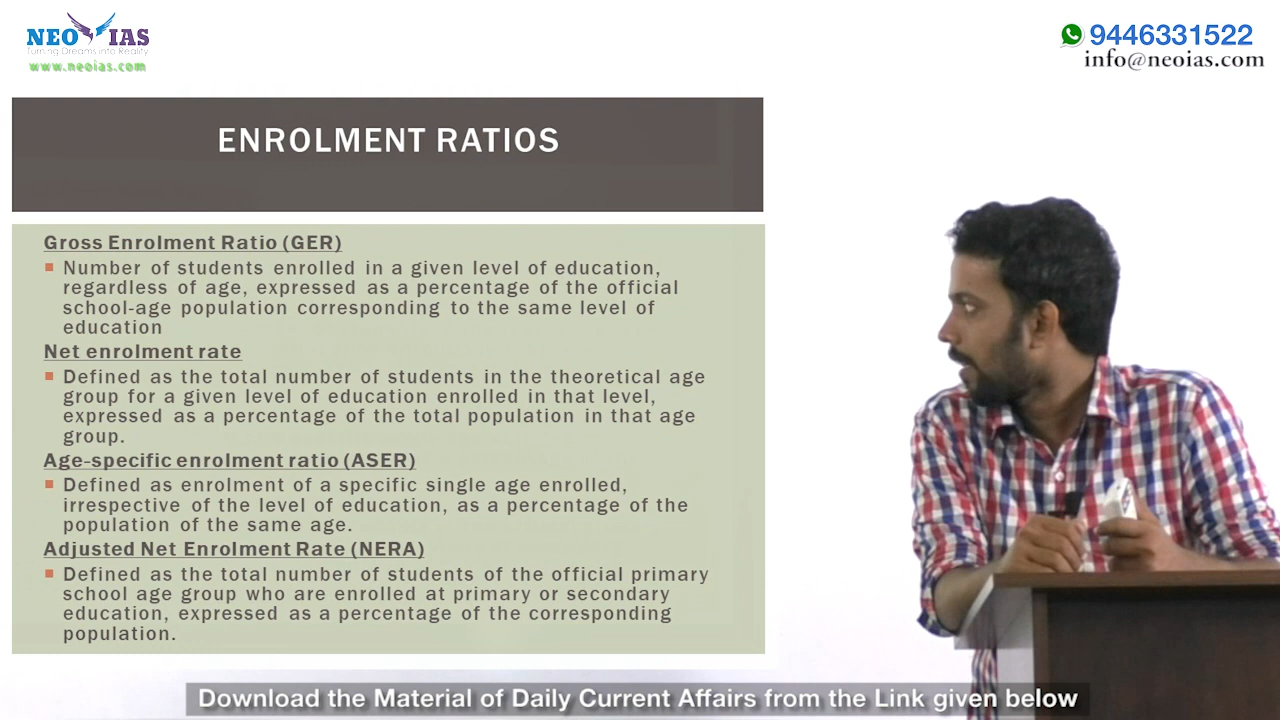 NEO IAS
Turning Dreams into Reality
www.neoias.com
9446331522
info@neoias.com
ENROLMENT RATIOS
Gross Enrolment Ratio (GER)
Number of students enrolled in a given level of education,
regardless of age, expressed as a percentage of the official
school-age population corresponding to the same level of
education
Net enrolment rate
Defined as the total number of students in the theoretical age
group for a given level of education enrolled in that level,
expressed as a percentage of the total population in that age
group.
Age-specific enrolment ratio (ASER)
Defined as enrolment of a specific single age enrolled,
irrespective of the level of education, as a percentage of the
population of the same age.
Adjusted Net Enrolment Rate (NERA)
Defined as the total number of students of the official primary
school age group who are enrolled at primary or secondary
education, expressed as a percentage of the corresponding
population.
Download the Material of Daily Current Affairs from the Link given below